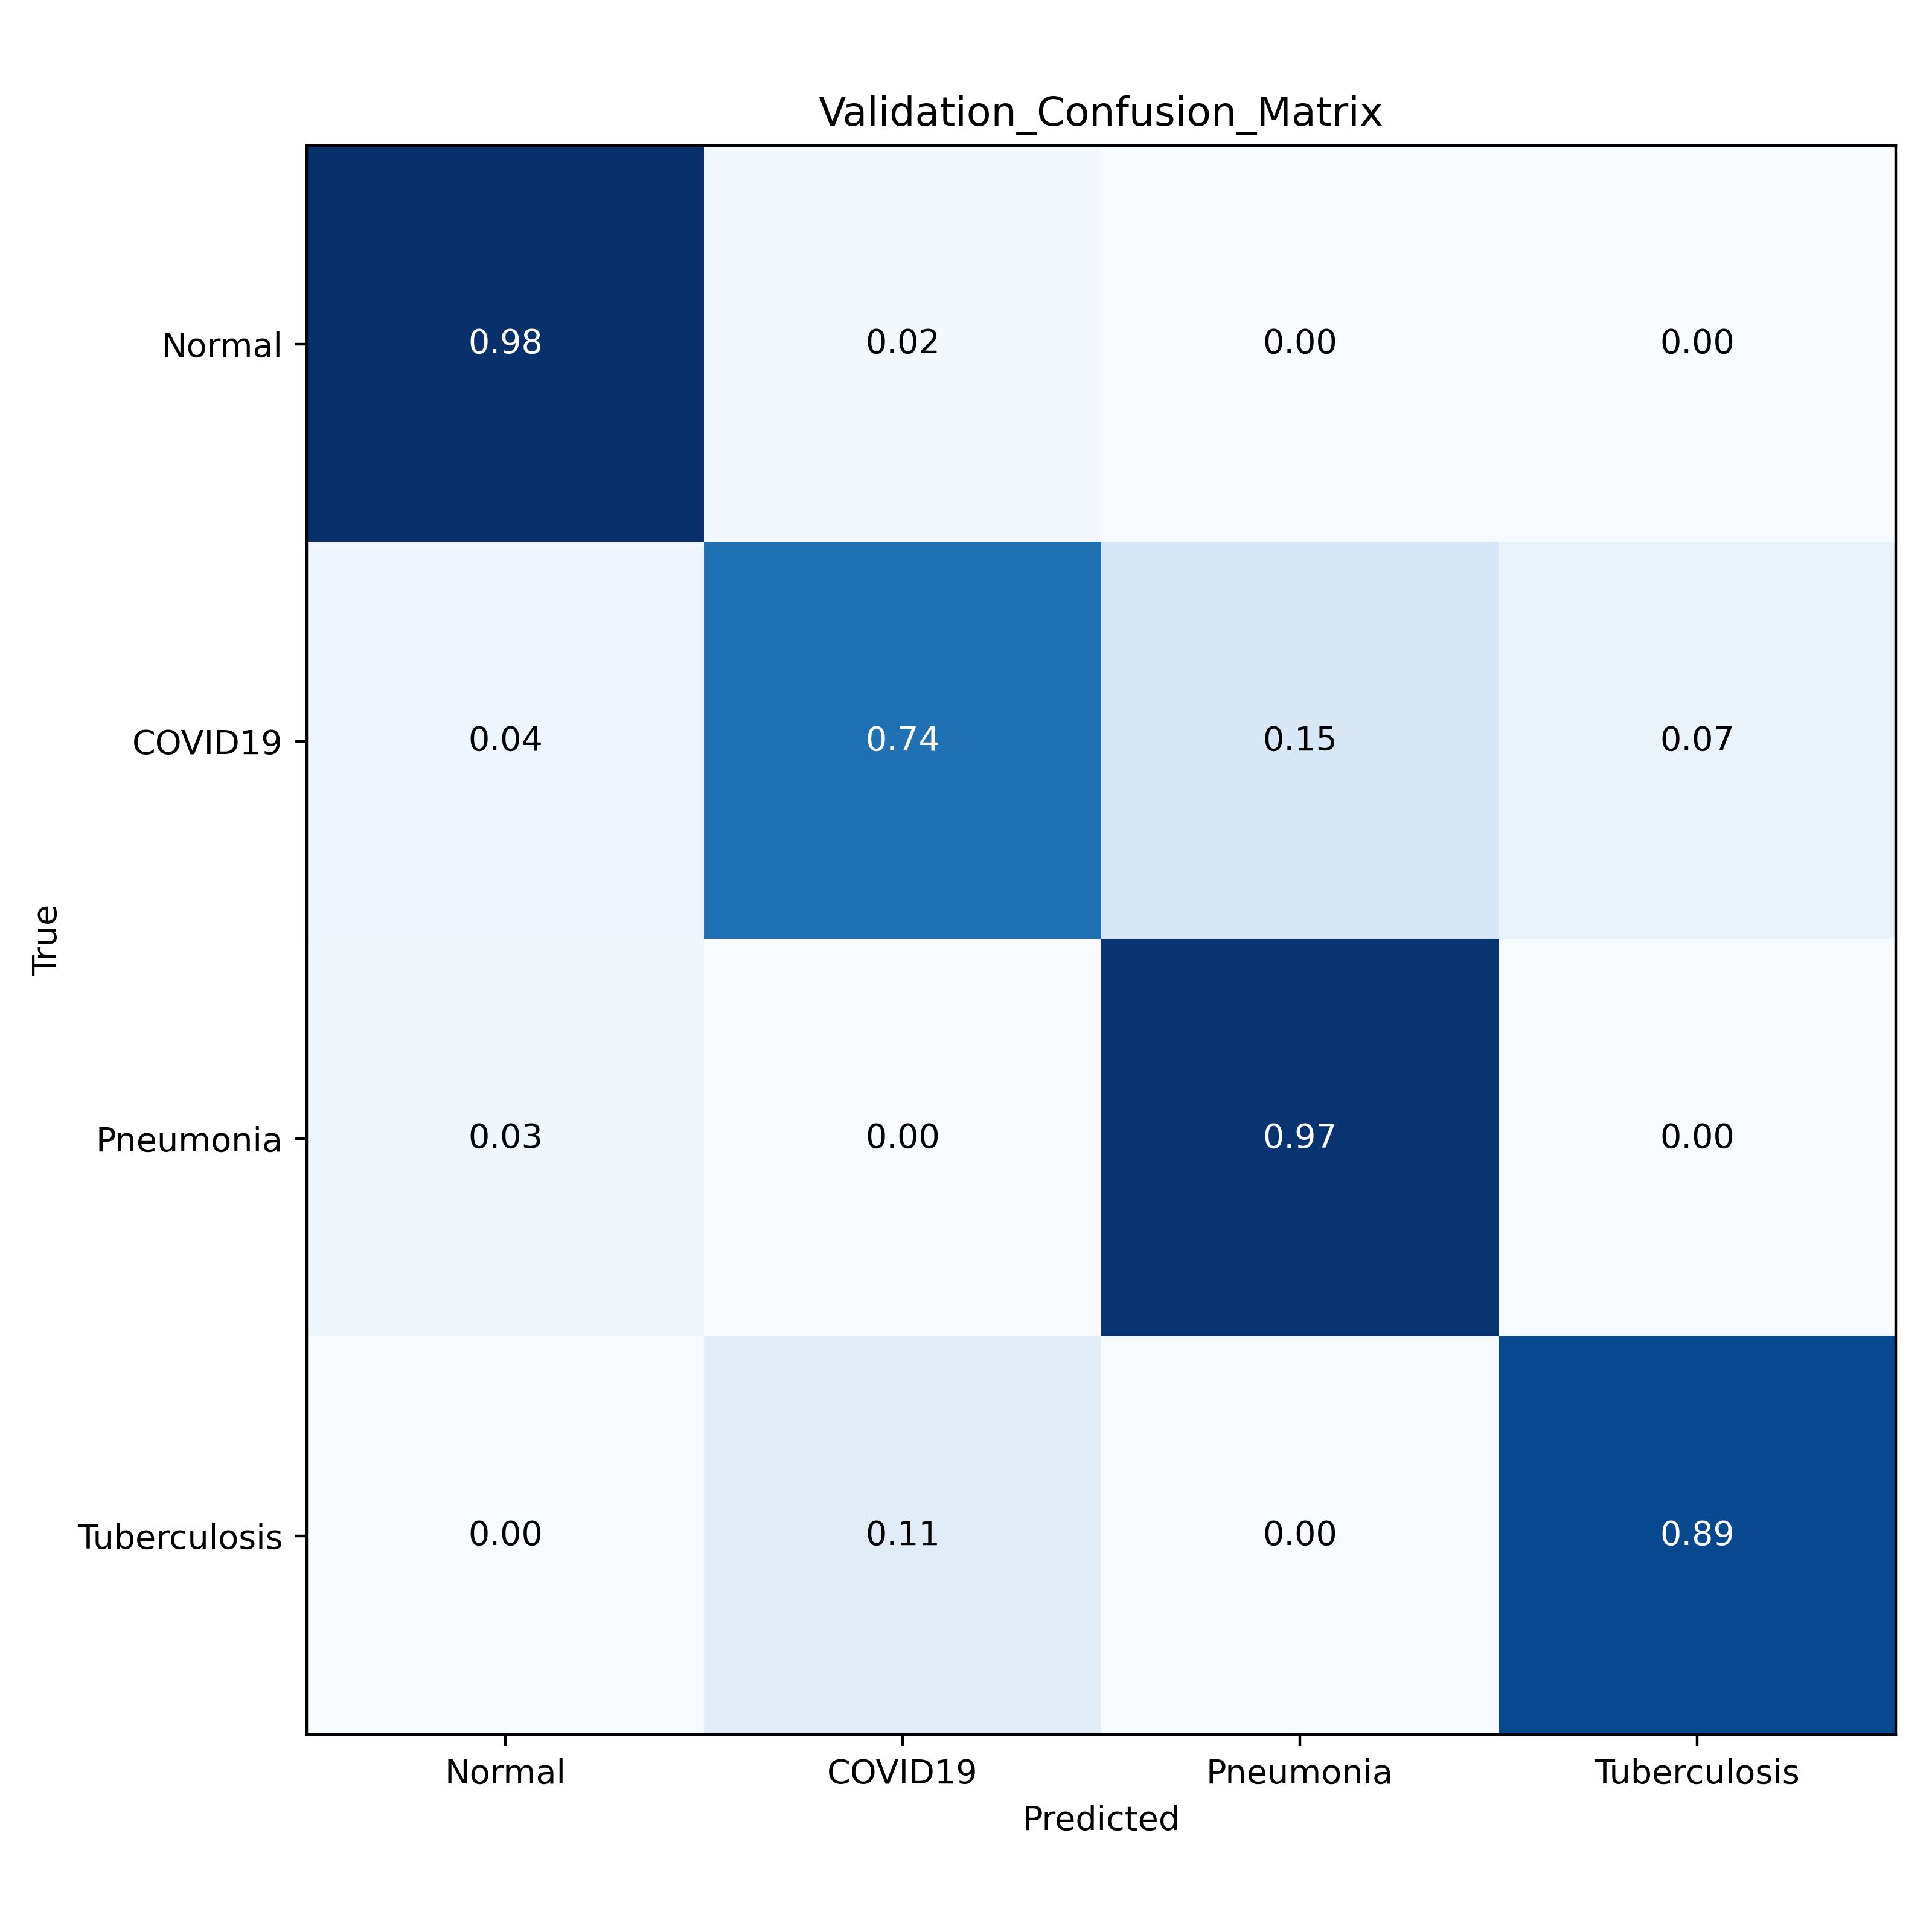 Validation_Confusion_Matrix
Normal 0.98 0.02 0.00 0.00
COVID19 0.04 0.74 0.15 0.07
True
Pneumonia 0.03 0.00 0.97 0.00
Tuberculosis 0.00 0.11 0.00 0.89
Normal COVID19 Pneumonia Tuberculosis
Predicted